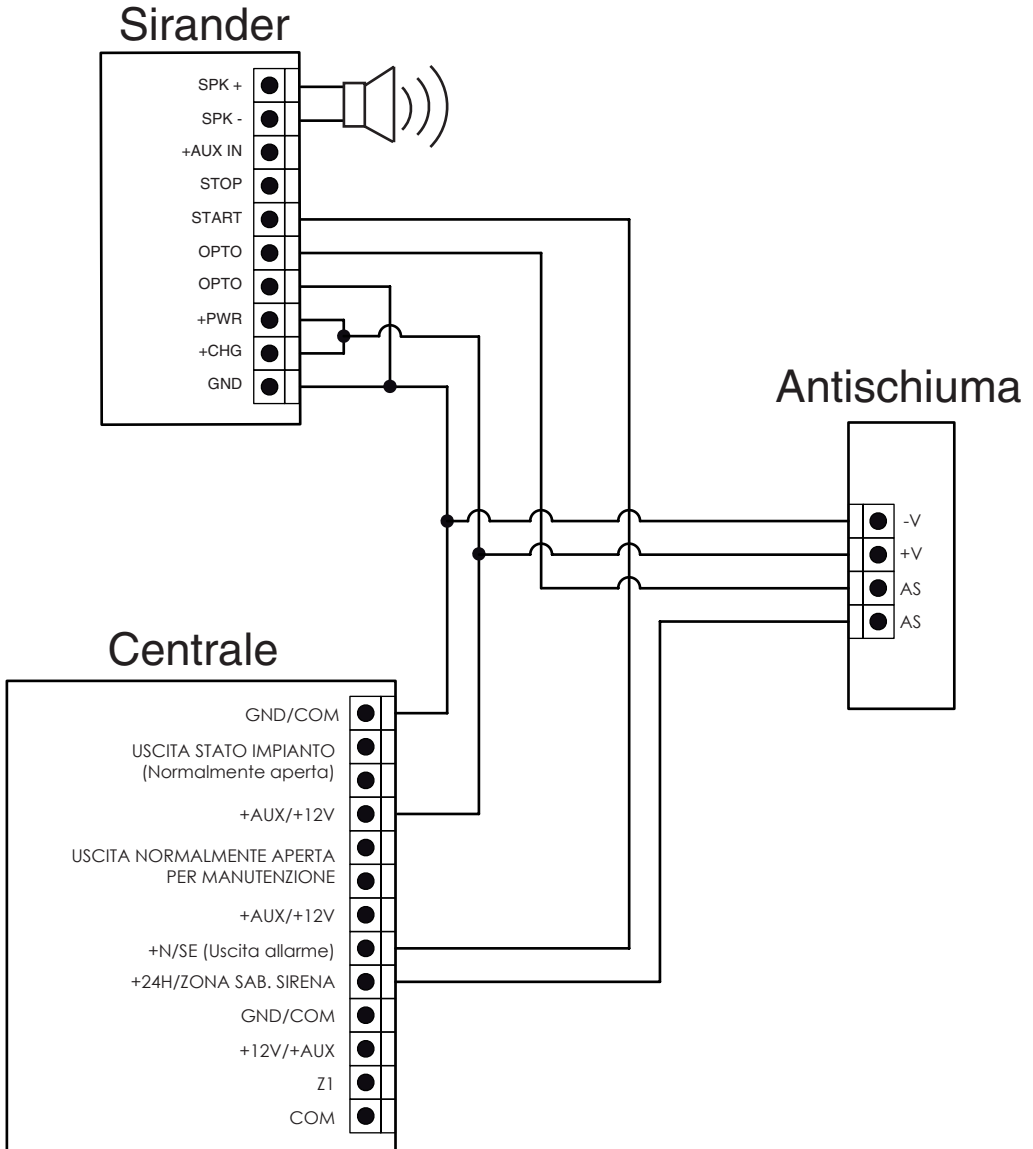 Sirander
SPK +
SPK -
+AUX IN
STOP
START
OPTO
OPTO
+PWR
+CHG
GND
Antischiuma
-V
+V
AS
AS
Centrale
GND/COM
USCITA STATO IMPIANTO
(Normalmente aperta)
+AUX/+12V
USCITA NORMALMENTE APERTA
PER MANUTENZIONE
+AUX/+12V
+N/SE (Uscita allarme)
+24H/ZONA SAB. SIRENA
GND/COM
+12V/+AUX
Z1
COM